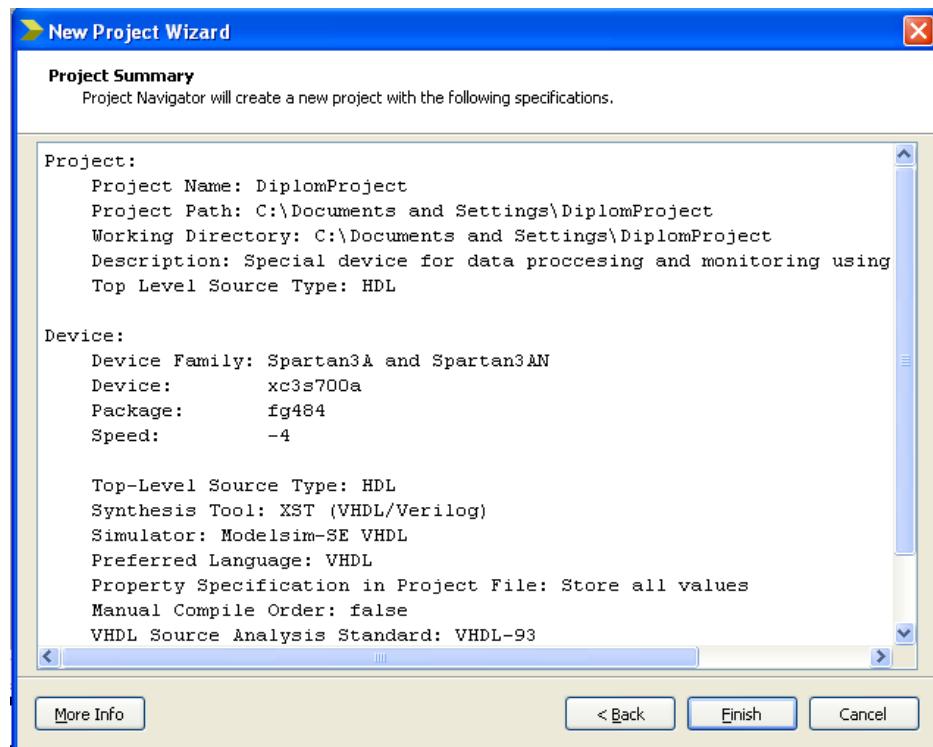 New Project Wizard
Project Summary
Project Navigator will create a new project with the following specifications.
Project:
Project Name: DiplomProject
Project Path: C:\Documents and Settings\DiplomProject
Working Directory: C:\Documents and Settings\DiplomProject
Description: Special device for data proccesing and monitoring using
Top Level Source Type: HDL
Device:
Device Family: Spartan3A and Spartan3AN
Device: xc3s700a
Package: fg484
Speed: -4
Top-Level Source Type: HDL
Synthesis Tool: XST (VHDL/Verilog)
Simulator: Modelsim-SE VHDL
Preferred Language: VHDL
Property Specification in Project File: Store all values
Manual Compile Order: false
VHDL Source Analysis Standard: VHDL-93
More Info < Back Finish Cancel